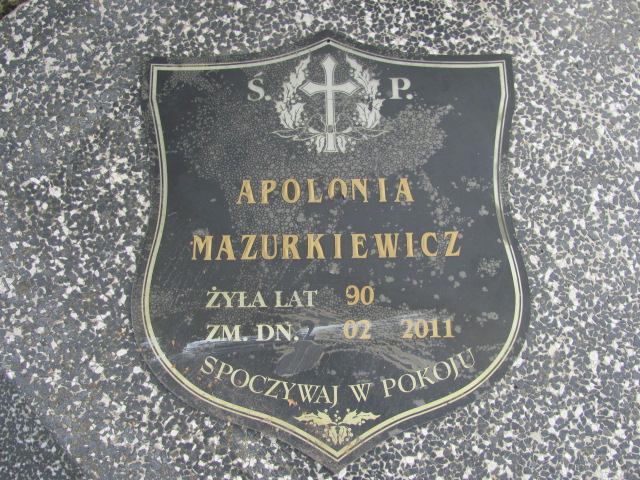 Ś. P.
APOLONIA
MAZURKIEWICZ
ŻYŁA LAT 90
ZM. DN. 02 2011
SPOCZYWAJ W POKOJU